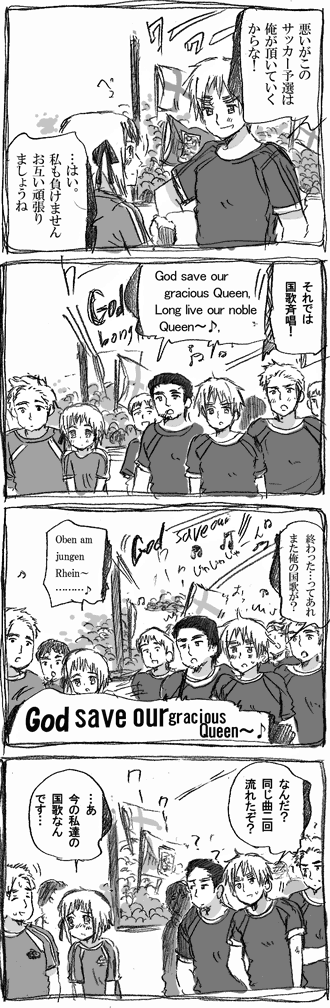 悪いがこの
サッカー予選は
俺が頂いていく
からな!
…はい。
私も負けません
お互い頑張り
ましょうね
それでは
国歌斉唱!
God save our
gracious Queen,
Long live our noble
Queen〜♪.
God
Long
終わった…ってあれ
また俺の国歌が?
God save our
Oben am
jungen
Rhein〜
………♪
God save our gracious
Queen〜♪
なんだ?
同じ曲二回
流れたぞ?
…あ
今の私達の
国歌なん
です…